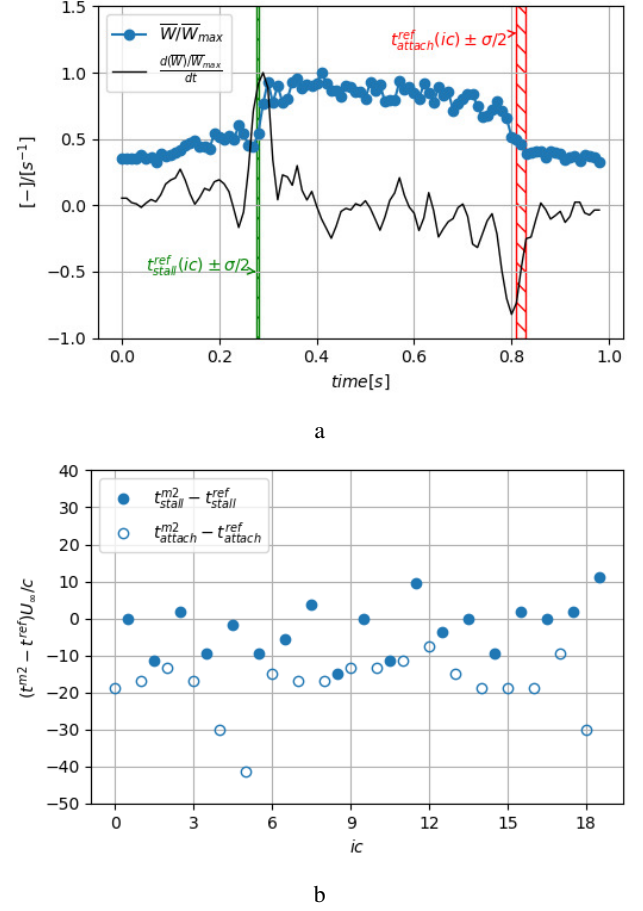 1.5
1.0
0.5
0.0
−0.5
−1.0
[−]/[s⁻¹]
W̅/W̅max
d(W̅)/W̅max
dt
t^ref_attach(ic) ± σ/2
t^ref_stall(ic) ± σ/2
0.0 0.2 0.4 0.6 0.8 1.0
time[s]
a
40
30
20
10
0
−10
−20
−30
−40
−50
(t^m2 − t^ref)U∞/c
t^m2_stall − t^ref_stall
t^m2_attach − t^ref_attach
0 3 6 9 12 15 18
ic
b